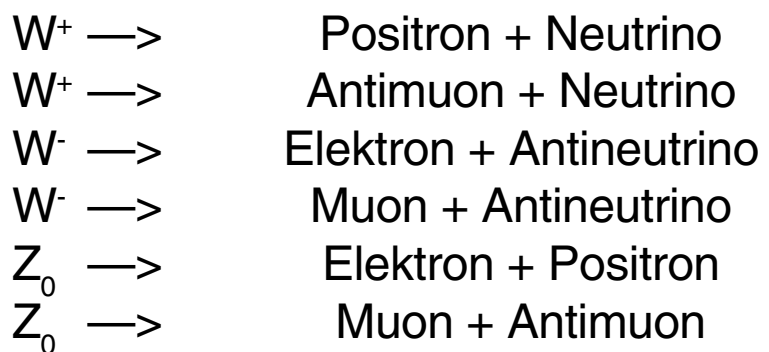 W⁺ —> Positron + Neutrino
W⁺ —> Antimuon + Neutrino
W⁻ —> Elektron + Antineutrino
W⁻ —> Muon + Antineutrino
Z₀ —> Elektron + Positron
Z₀ —> Muon + Antimuon